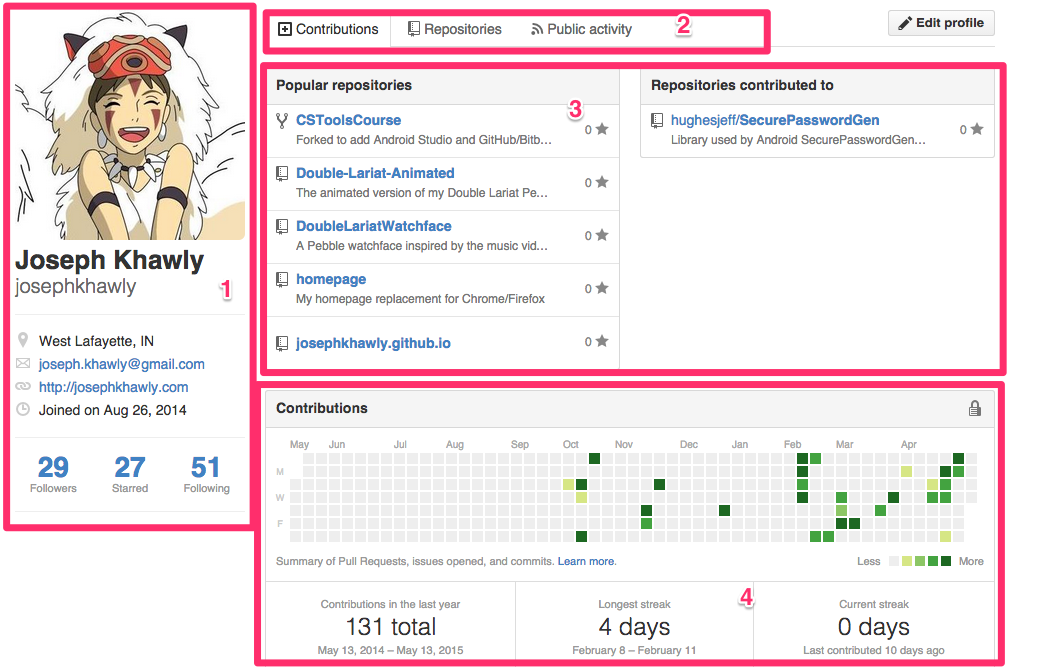 Contributions
Repositories
Public activity
2
Edit profile
Joseph Khawly
josephkhawly
1
West Lafayette, IN
joseph.khawly@gmail.com
http://josephkhawly.com
Joined on Aug 26, 2014
29 27 51
Followers Starred Following
Popular repositories
3
CSToolsCourse
Forked to add Android Studio and GitHub/Bitb…
0
Double-Lariat-Animated
The animated version of my Double Lariat Pe…
0
DoubleLariatWatchface
A Pebble watchface inspired by the music vid…
0
homepage
My homepage replacement for Chrome/Firefox
0
josephkhawly.github.io
0
Repositories contributed to
hughesjeff/SecurePasswordGen
Library used by Android SecurePasswordGen…
0
Contributions
May Jun Jul Aug Sep Oct Nov Dec Jan Feb Mar Apr
M
W
F
Summary of Pull Requests, issues opened, and commits. Learn more.
Less More
4
Contributions in the last year
131 total
May 13, 2014 – May 13, 2015
Longest streak
4 days
February 8 – February 11
Current streak
0 days
Last contributed 10 days ago